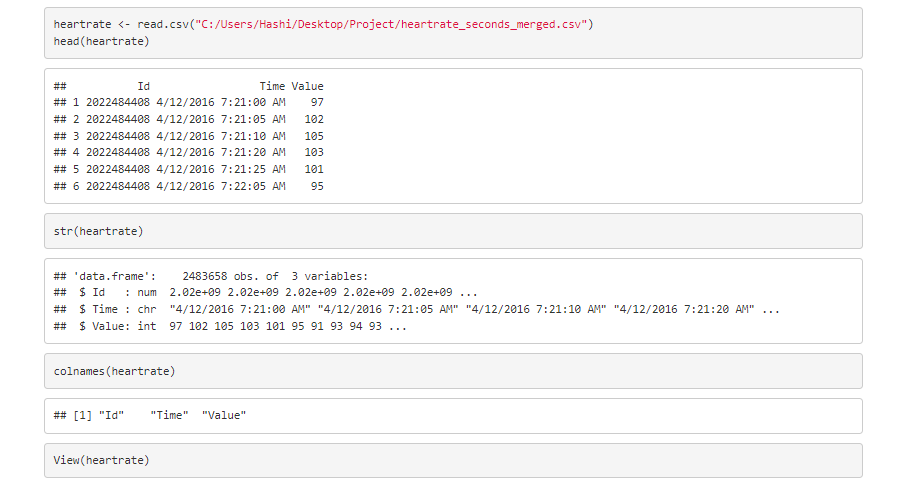 heartrate <- read.csv("C:/Users/Hashi/Desktop/Project/heartrate_seconds_merged.csv")
head(heartrate)
##           Id                 Time Value
## 1 2022484408 4/12/2016 7:21:00 AM    97
## 2 2022484408 4/12/2016 7:21:05 AM   102
## 3 2022484408 4/12/2016 7:21:10 AM   105
## 4 2022484408 4/12/2016 7:21:20 AM   103
## 5 2022484408 4/12/2016 7:21:25 AM   101
## 6 2022484408 4/12/2016 7:22:05 AM    95
str(heartrate)
## 'data.frame':    2483658 obs. of  3 variables:
##  $ Id   : num  2.02e+09 2.02e+09 2.02e+09 2.02e+09 2.02e+09 ...
##  $ Time : chr  "4/12/2016 7:21:00 AM" "4/12/2016 7:21:05 AM" "4/12/2016 7:21:10 AM" "4/12/2016 7:21:20 AM" ...
##  $ Value: int  97 102 105 103 101 95 91 93 94 93 ...
colnames(heartrate)
## [1] "Id"    "Time"  "Value"
View(heartrate)